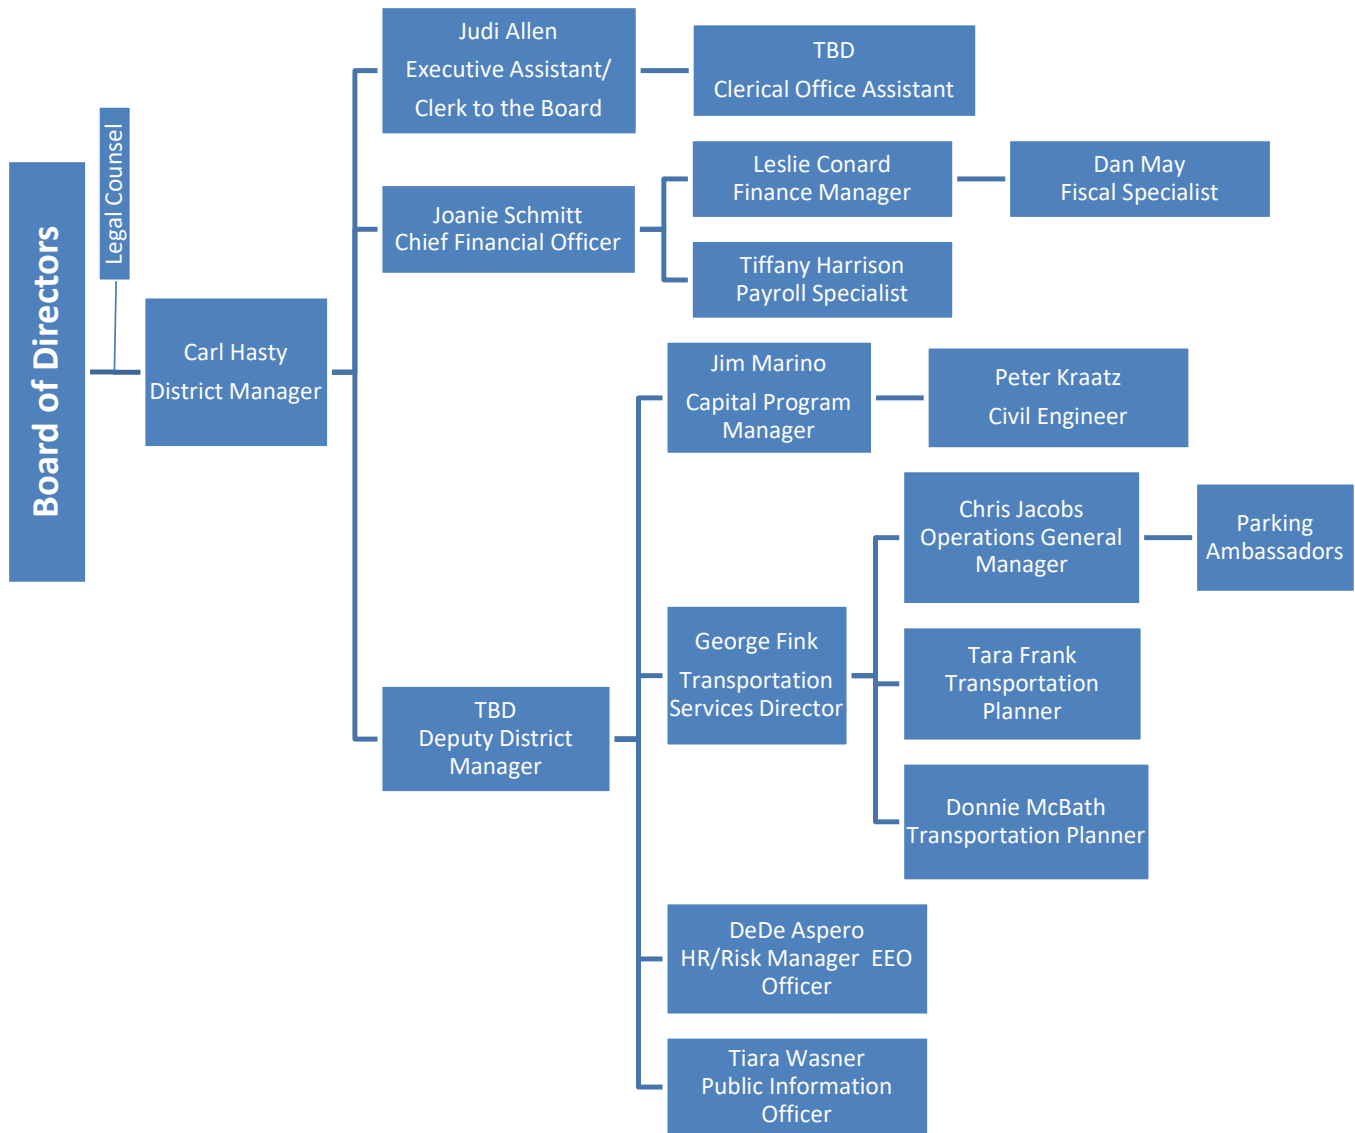 Board of Directors
Legal Counsel
Carl Hasty
District Manager
Judi Allen
Executive Assistant/
Clerk to the Board
TBD
Clerical Office Assistant
Joanie Schmitt
Chief Financial Officer
Leslie Conard
Finance Manager
Dan May
Fiscal Specialist
Tiffany Harrison
Payroll Specialist
TBD
Deputy District
Manager
Jim Marino
Capital Program
Manager
Peter Kraatz
Civil Engineer
George Fink
Transportation
Services Director
Chris Jacobs
Operations General
Manager
Parking
Ambassadors
Tara Frank
Transportation
Planner
Donnie McBath
Transportation Planner
DeDe Aspero
HR/Risk Manager  EEO
Officer
Tiara Wasner
Public Information
Officer